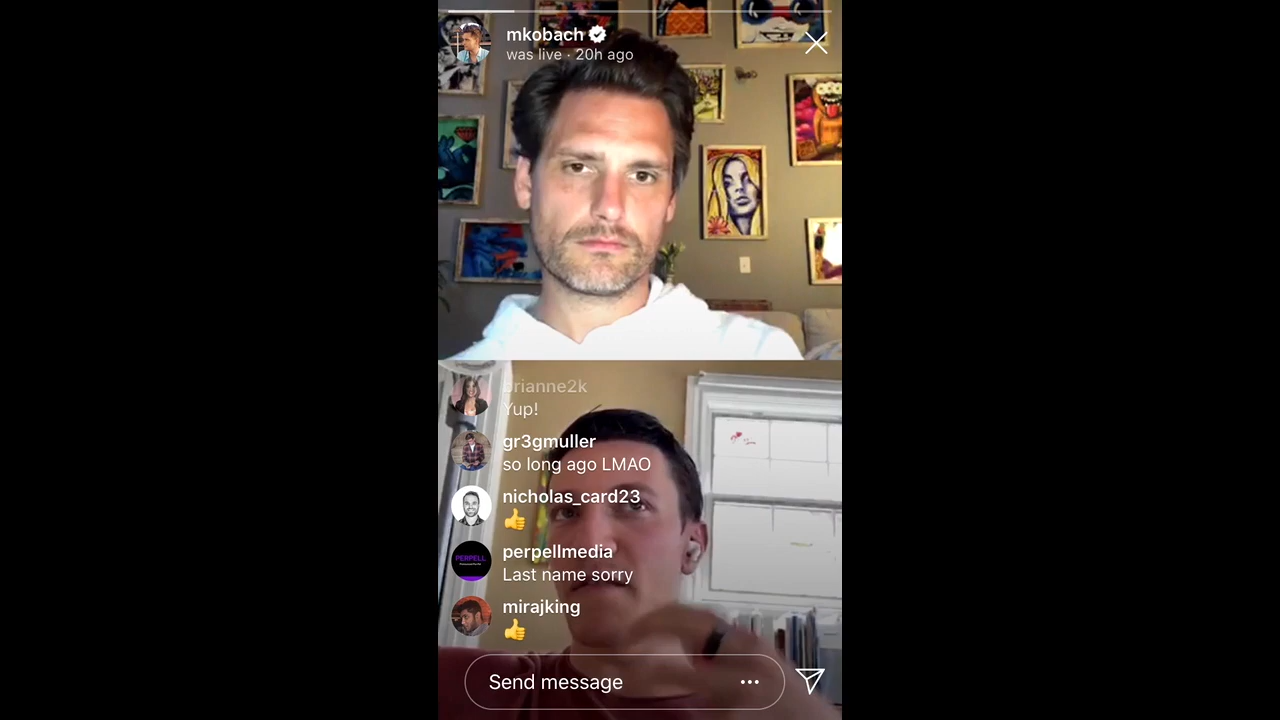 mkobach
was live · 20h ago
brianne2k
Yup!
gr3gmuller
so long ago LMAO
nicholas_card23
👍
perpellmedia
PERPELL
Last name sorry
mirajking
👍
Send message